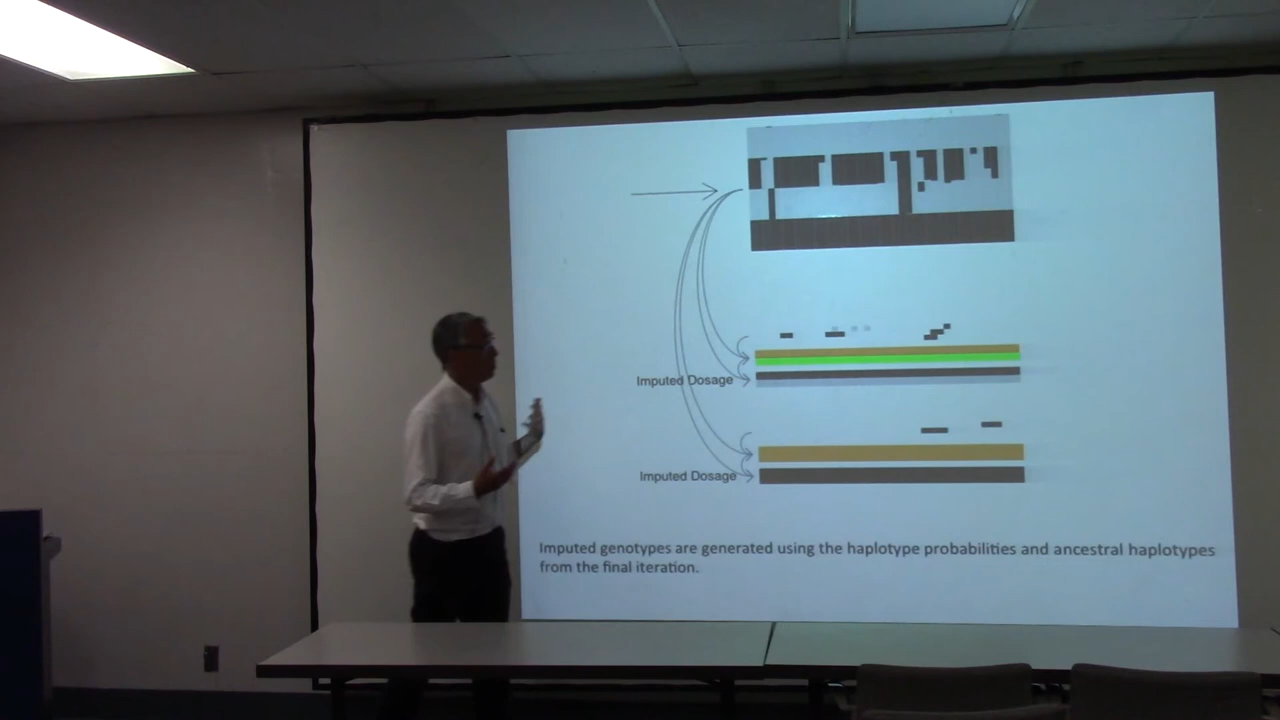 Imputed Dosage
Imputed Dosage
Imputed genotypes are generated using the haplotype probabilities and ancestral haplotypes
from the final iteration.